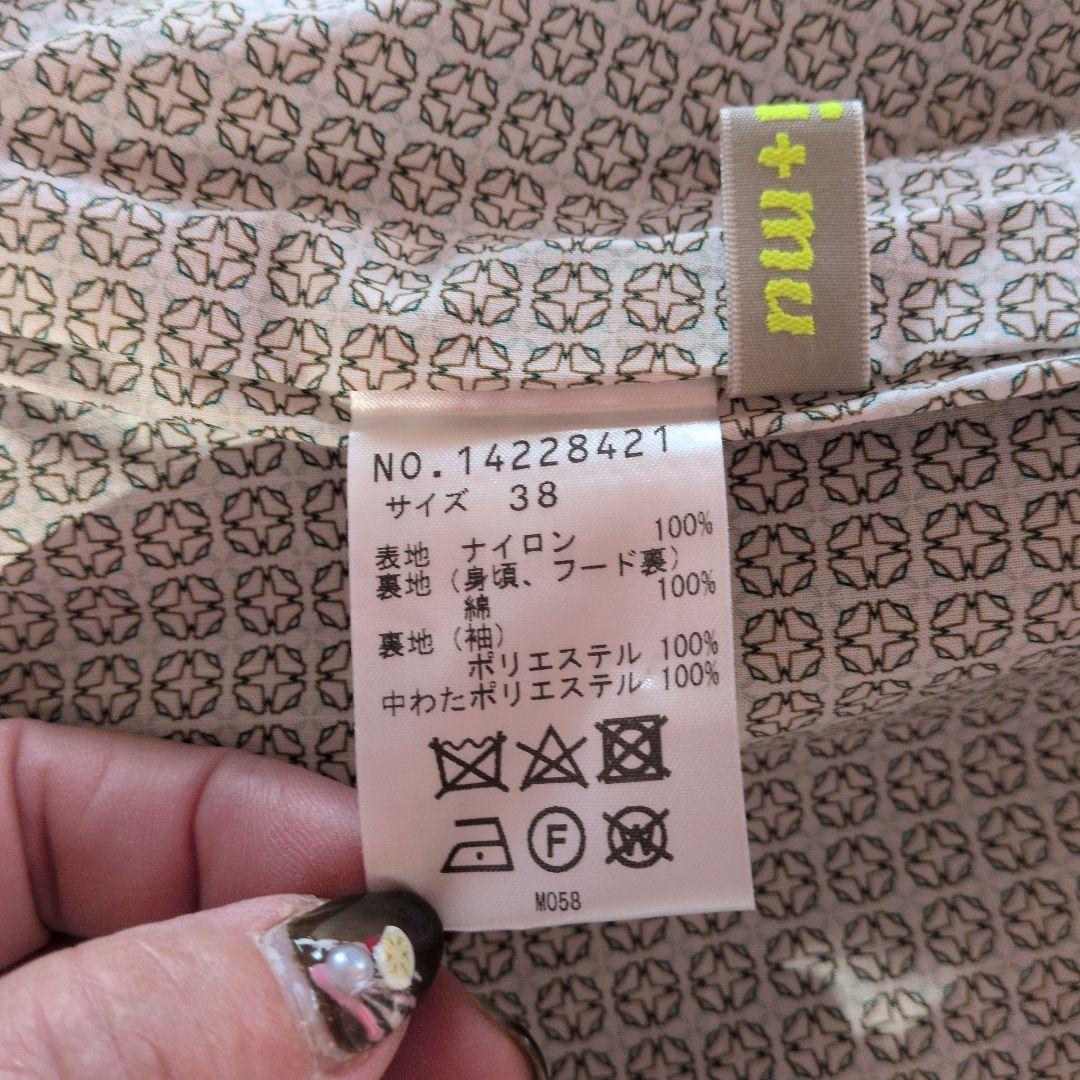 i+mu
NO.14228421
サイズ 38
表地 ナイロン 100%
裏地 (身頃、フード裏)
綿 100%
裏地 (袖)
ポリエステル 100%
中わたポリエステル 100%
F
W
M058